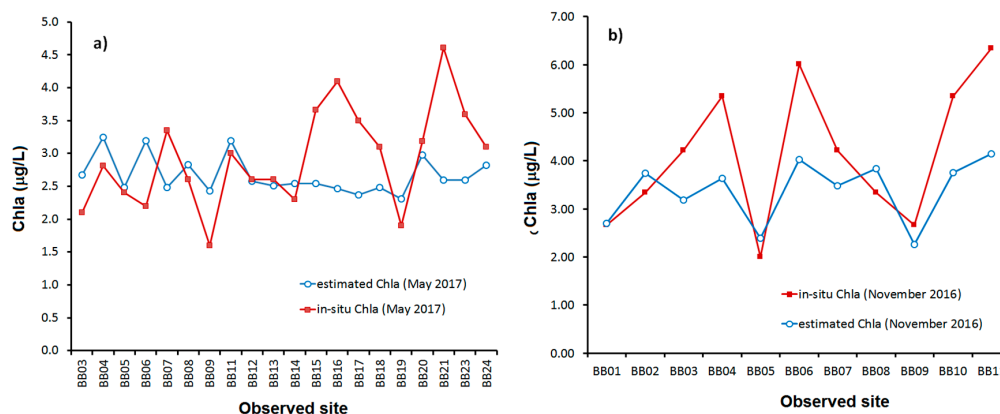 a)
5.0
4.5
4.0
3.5
3.0
2.5
2.0
1.5
1.0
0.5
0.0
Chla (µg/L)
estimated Chla (May 2017)
in-situ Chla (May 2017)
BB03 BB04 BB05 BB06 BB07 BB08 BB09 BB11 BB12 BB13 BB14 BB15 BB16 BB17 BB18 BB19 BB20 BB21 BB23 BB24
Observed site
b)
7.00
6.00
5.00
4.00
3.00
2.00
1.00
0.00
Chla (µg/L)
in-situ Chla (November 2016)
estimated Chla (November 2016)
BB01 BB02 BB03 BB04 BB05 BB06 BB07 BB08 BB09 BB10 BB1
Observed site